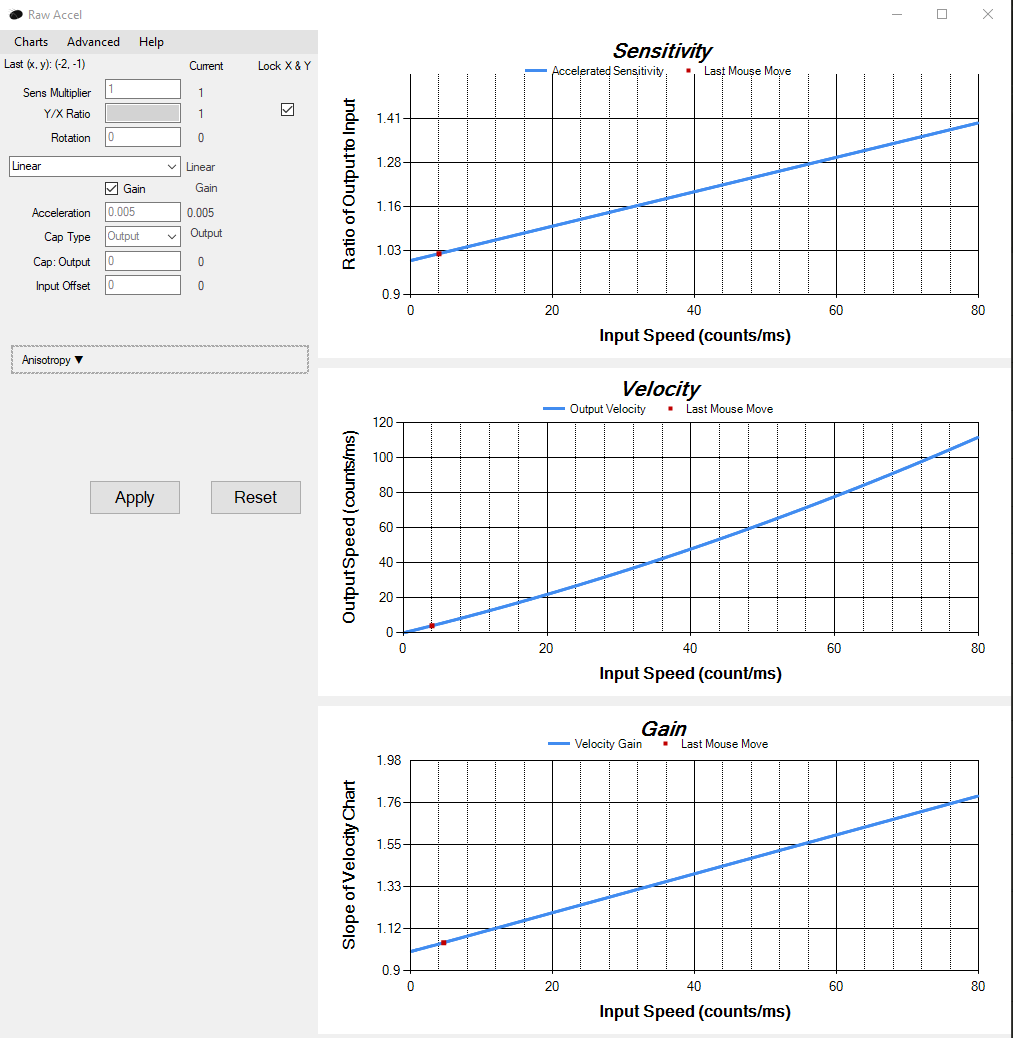 Raw Accel
Charts Advanced Help
Last (x, y): (-2, -1)
Current
Lock X & Y
Sens Multiplier 1 1
Y/X Ratio 1
Rotation 0 0
Linear Linear
Gain Gain
Acceleration 0.005 0.005
Cap Type Output Output
Cap: Output 0 0
Input Offset 0 0
Anisotropy ▼
Apply Reset
Sensitivity
Accelerated Sensitivity Last Mouse Move
Ratio of Output to Input
1.41
1.28
1.16
1.03
0.9
0 20 40 60 80
Input Speed (counts/ms)
Velocity
Output Velocity Last Mouse Move
Output Speed (counts/ms)
120
100
80
60
40
20
0
0 20 40 60 80
Input Speed (count/ms)
Gain
Velocity Gain Last Mouse Move
Slope of Velocity Chart
1.98
1.76
1.55
1.33
1.12
0.9
0 20 40 60 80
Input Speed (counts/ms)